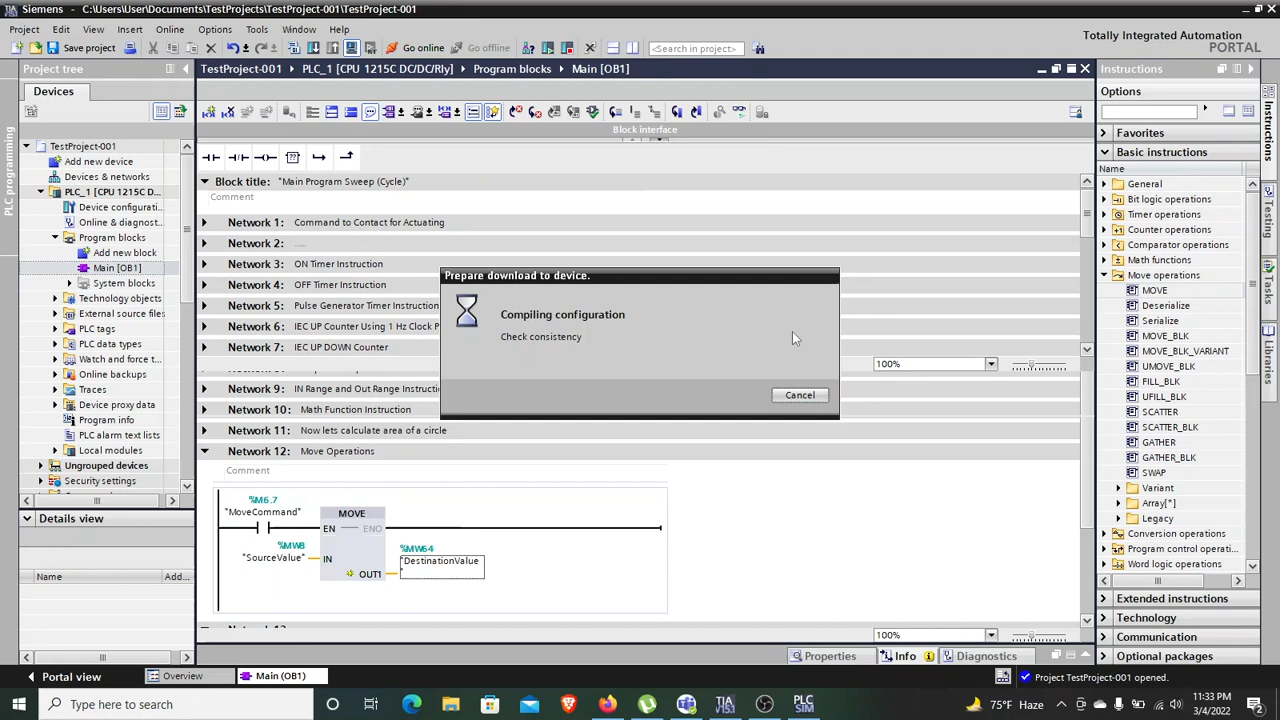 Siemens - C:\Users\User\Documents\TestProjects\TestProject-001\TestProject-001
Project Edit View Insert Online Options Tools Window Help
Save project
Go online
Go offline
<Search in project>
Totally Integrated Automation
PORTAL
Project tree
TestProject-001 PLC_1 [CPU 1215C DC/DC/Rly] Program blocks Main [OB1]
Instructions
Devices
Options
PLC programming
Block interface
TestProject-001
Add new device
Devices & networks
PLC_1 [CPU 1215C D...
Device configurati...
Online & diagnost...
Program blocks
Add new block
Main [OB1]
System blocks
Technology objects
External source files
PLC tags
PLC data types
Watch and force t...
Online backups
Traces
Device proxy data
Program info
PLC alarm text lists
Local modules
Ungrouped devices
Security settings
Details view
Name Add...
Block title: "Main Program Sweep (Cycle)"
Comment
Network 1: Command to Contact for Actuating
Network 2: .....
Network 3: ON Timer Instruction
Network 4: OFF Timer Instruction
Network 5: Pulse Generator Timer Instruction
Network 6: IEC UP Counter Using 1 Hz Clock P
Network 7: IEC UP DOWN Counter
100%
Network 9: IN Range and Out Range Instructio
Network 10: Math Function Instruction
Network 11: Now lets calculate area of a circle
Network 12: Move Operations
Comment
%M6.7
"MoveCommand"
MOVE
EN ENO
%MW8
"SourceValue"
IN
OUT1
%MW64
"DestinationValue
"
100%
Prepare download to device.
Compiling configuration
Check consistency
Cancel
Favorites
Basic instructions
Name
General
Bit logic operations
Timer operations
Counter operations
Comparator operations
Math functions
Move operations
MOVE
Deserialize
Serialize
MOVE_BLK
MOVE_BLK_VARIANT
UMOVE_BLK
FILL_BLK
UFILL_BLK
SCATTER
SCATTER_BLK
GATHER
GATHER_BLK
SWAP
Variant
Array[*]
Legacy
Conversion operations
Program control operati...
Word logic operations
Extended instructions
Technology
Communication
Optional packages
Instructions
Testing
Tasks
Libraries
Properties Info Diagnostics
Portal view Overview Main (OB1)
Project TestProject-001 opened.
Type here to search
75°F Haze
11:33 PM
3/4/2022